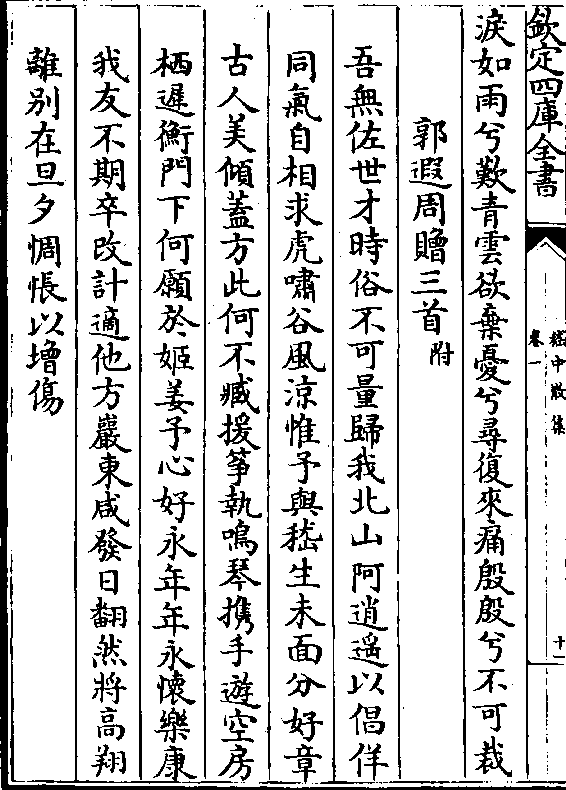 欽定四庫全書
嵇中散集
卷一
十一
淚如雨兮歎青雲欲棄憂兮尋復來痛殷殷兮不可裁
郭遐周贈三首附
吾無佐世才時俗不可量歸我北山阿逍遥以倡佯
同氣自相求虎嘯谷風涼惟予與嵇生未面分好章
古人美傾蓋方此何不臧援筝執鳴琴携手遊空房
栖遲衡門下何願於姬姜予心好永年年永懷樂康
我友不期卒改計適他方嚴東咸發日翻然將高翔
離别在旦夕惆悵以増傷